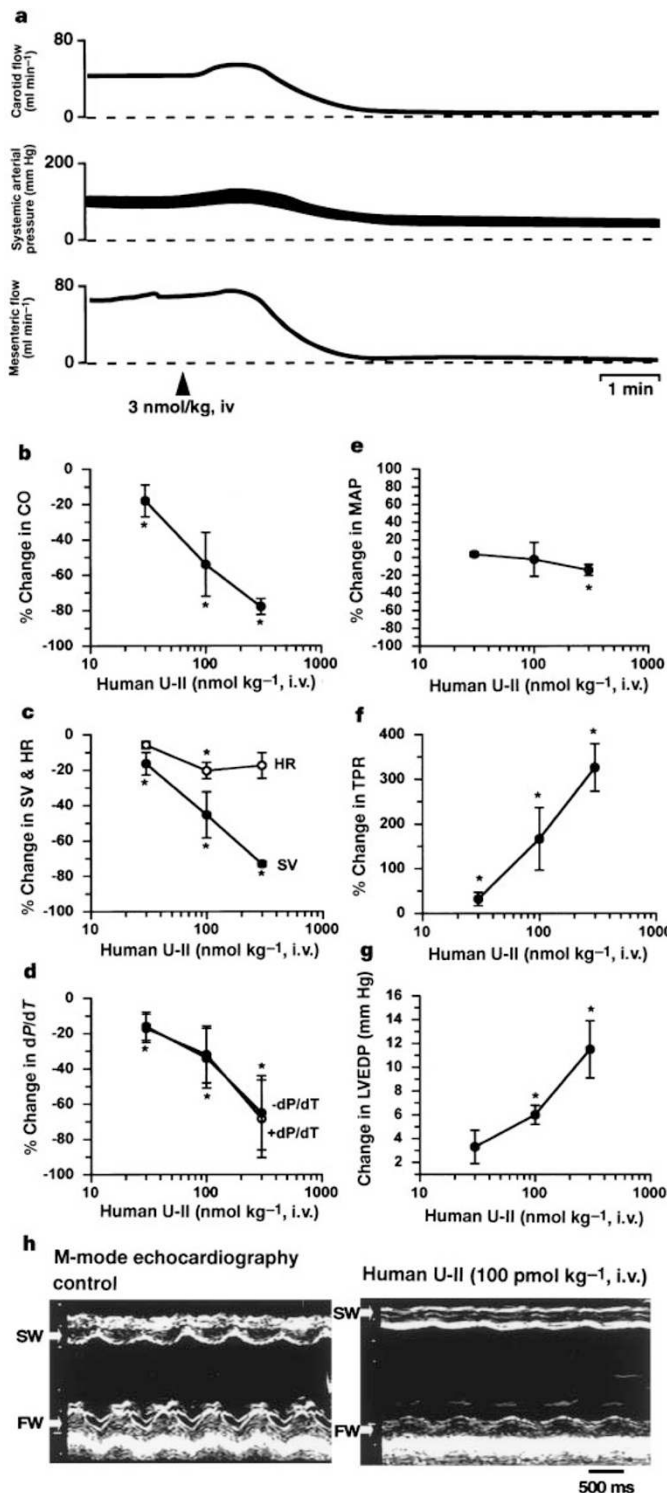 a
80
0
Carotid flow
(ml min–1)
200
0
Systemic arterial
pressure (mm Hg)
80
0
Mesenteric flow
(ml min–1)
3 nmol/kg, iv
1 min
b
0
-20
-40
-60
-80
-100
% Change in CO
*
*
*
10 100 1000
Human U-II (nmol kg–1, i.v.)
c
0
-20
-40
-60
-80
-100
% Change in SV & HR
*
HR
*
*
SV
*
10 100 1000
Human U-II (nmol kg–1, i.v.)
d
0
-20
-40
-60
-80
-100
% Change in dP/dT
*
*
*
-dP/dT
+dP/dT
10 100 1000
Human U-II (nmol kg–1, i.v.)
e
100
80
60
40
20
0
-20
-40
-60
-80
-100
% Change in MAP
*
10 100 1000
Human U-II (nmol kg–1, i.v.)
f
400
300
200
100
0
% Change in TPR
*
*
*
10 100 1000
Human U-II (nmol kg–1, i.v.)
g
16
14
12
10
8
6
4
2
Change in LVEDP (mm Hg)
*
*
10 100 1000
Human U-II (nmol kg–1, i.v.)
h
M-mode echocardiography
control
SW
FW
Human U-II (100 pmol kg–1, i.v.)
SW
FW
500 ms